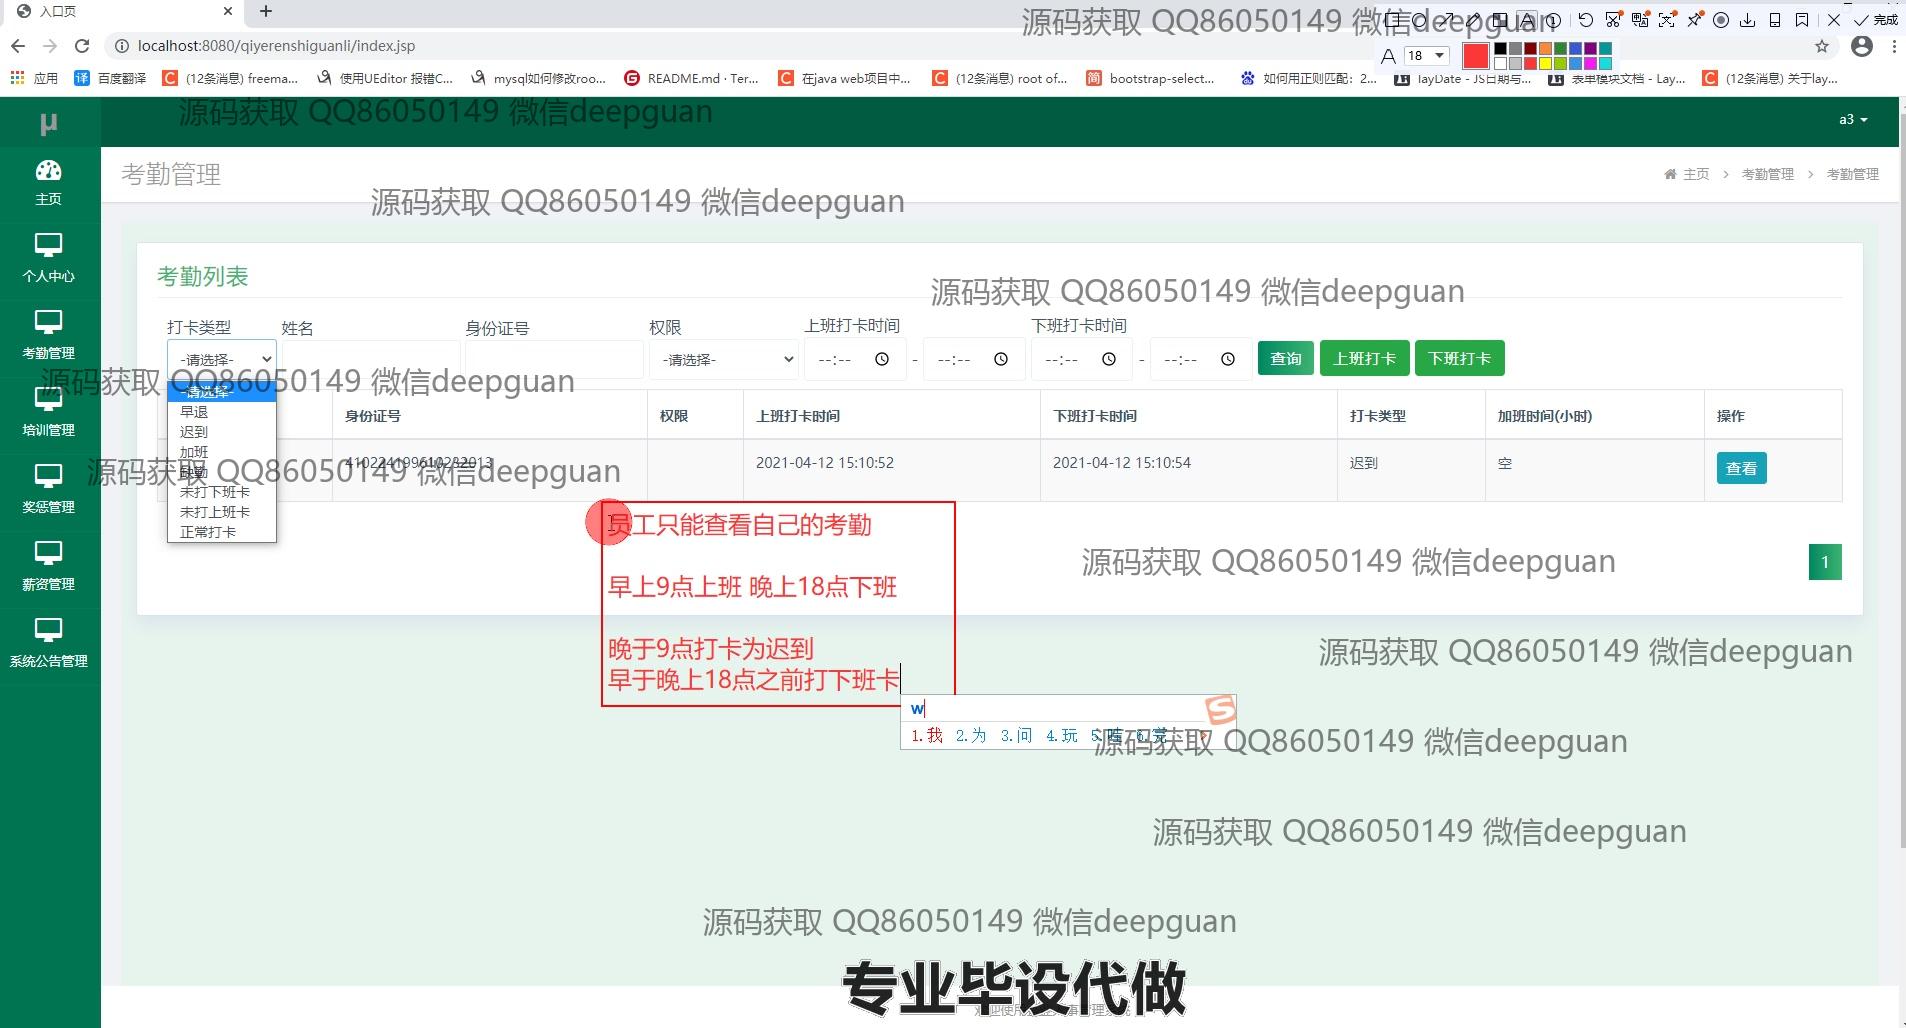 入口页
源码获取 QQ86050149 微信deepguan
完成
localhost:8080/qiyerenshiguanli/index.jsp
A 18
应用
百度翻译
(12条消息) freema...
使用UEditor 报错C...
mysql如何修改roo...
README.md · Ter...
在java web项目中...
(12条消息) root of...
bootstrap-select...
如何用正则匹配：2...
layDate - JS日期与...
表单模块文档 - Lay...
(12条消息) 关于lay...
μ
源码获取 QQ86050149 微信deepguan
a3
考勤管理
主页 > 考勤管理 > 考勤管理
主页
源码获取 QQ86050149 微信deepguan
个人中心
考勤列表
源码获取 QQ86050149 微信deepguan
打卡类型 姓名 身份证号 权限 上班打卡时间 下班打卡时间
考勤管理
-请选择- -请选择- --:-- - --:-- --:-- - --:-- 查询 上班打卡 下班打卡
源码获取 QQ86050149 微信deepguan
-请选择-
早退
迟到
加班
缺勤
未打下班卡
未打上班卡
正常打卡
身份证号 权限 上班打卡时间 下班打卡时间 打卡类型 加班时间(小时) 操作
培训管理
410224199610232013 2021-04-12 15:10:52 2021-04-12 15:10:54 迟到 空 查看
源码获取 QQ86050149 微信deepguan
奖惩管理
员工只能查看自己的考勤
源码获取 QQ86050149 微信deepguan
1
薪资管理
早上9点上班 晚上18点下班
晚于9点打卡为迟到
源码获取 QQ86050149 微信deepguan
系统公告管理
早于晚上18点之前打下班卡
w
1.我 2.为 3.问 4.玩
源码获取 QQ86050149 微信deepguan
源码获取 QQ86050149 微信deepguan
源码获取 QQ86050149 微信deepguan
专业毕设代做